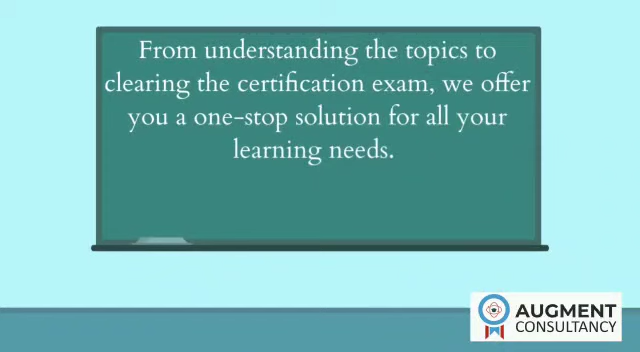 From understanding the topics to
clearing the certification exam, we offer
you a one-stop solution for all your
learning needs.
AUGMENT
CONSULTANCY